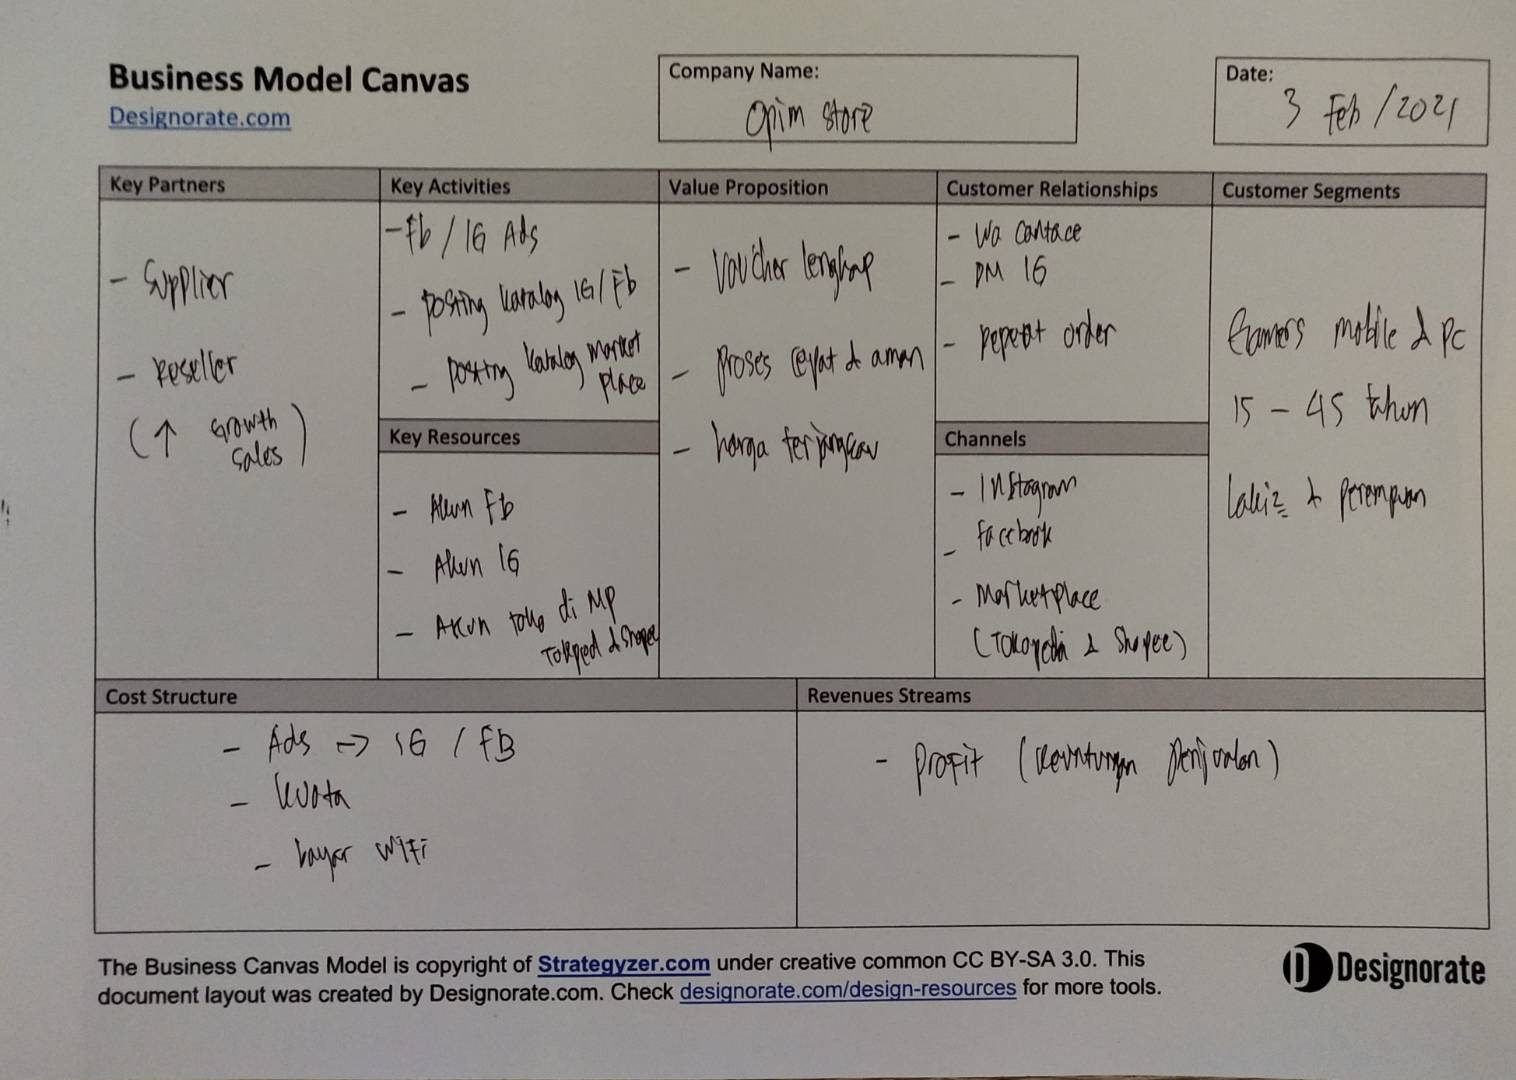 Business Model Canvas
Designorate.com
Company Name:
Opim Store
Date:
3 Feb / 2021
Key Partners
- Supplier
- Reseller
(↑ Growth
Sales)
Key Activities
- Fb / IG Ads
- Posting Katalog IG / Fb
- Posting Katalog Market
place
Key Resources
- Akun Fb
- Akun IG
- Akun toko di MP
Tokped & Shopee
Value Proposition
- Voucher lengkap
- Proses cepat & aman
- harga terjangkau
Customer Relationships
- Wa Contace
- DM IG
- repeat order
Channels
- Instagram
- Facebook
- Marketplace
(Tokopedia & Shopee)
Customer Segments
Gamers mobile & Pc
15 - 45 tahun
Laki2 & Perempuan
Cost Structure
- Ads → IG / FB
- Kuota
- bayar wifi
Revenues Streams
- Profit (Keuntungan Penjualan)
The Business Canvas Model is copyright of Strategyzer.com under creative common CC BY-SA 3.0. This
document layout was created by Designorate.com. Check designorate.com/design-resources for more tools.
Designorate